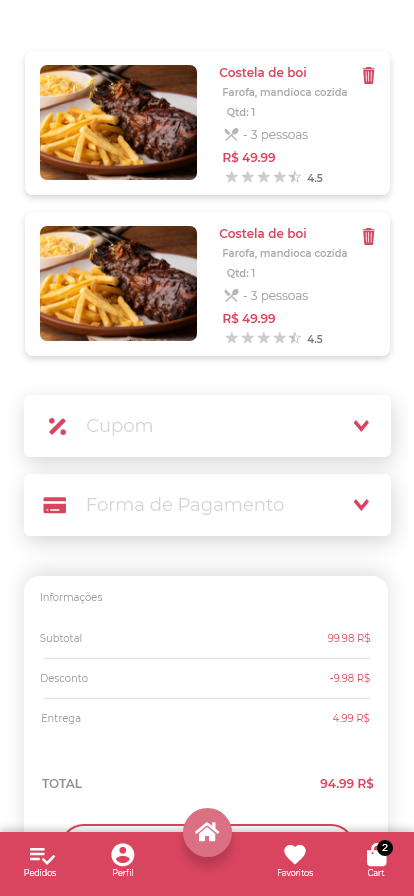 Costela de boi
Farofa, mandioca cozida
Qtd: 1
- 3 pessoas
R$ 49.99
4.5
Costela de boi
Farofa, mandioca cozida
Qtd: 1
- 3 pessoas
R$ 49.99
4.5
Cupom
Forma de Pagamento
Informações
Subtotal 99.98 R$
Desconto -9.98 R$
Entrega 4.99 R$
TOTAL 94.99 R$
2
Pedidos Perfil Favoritos Cart